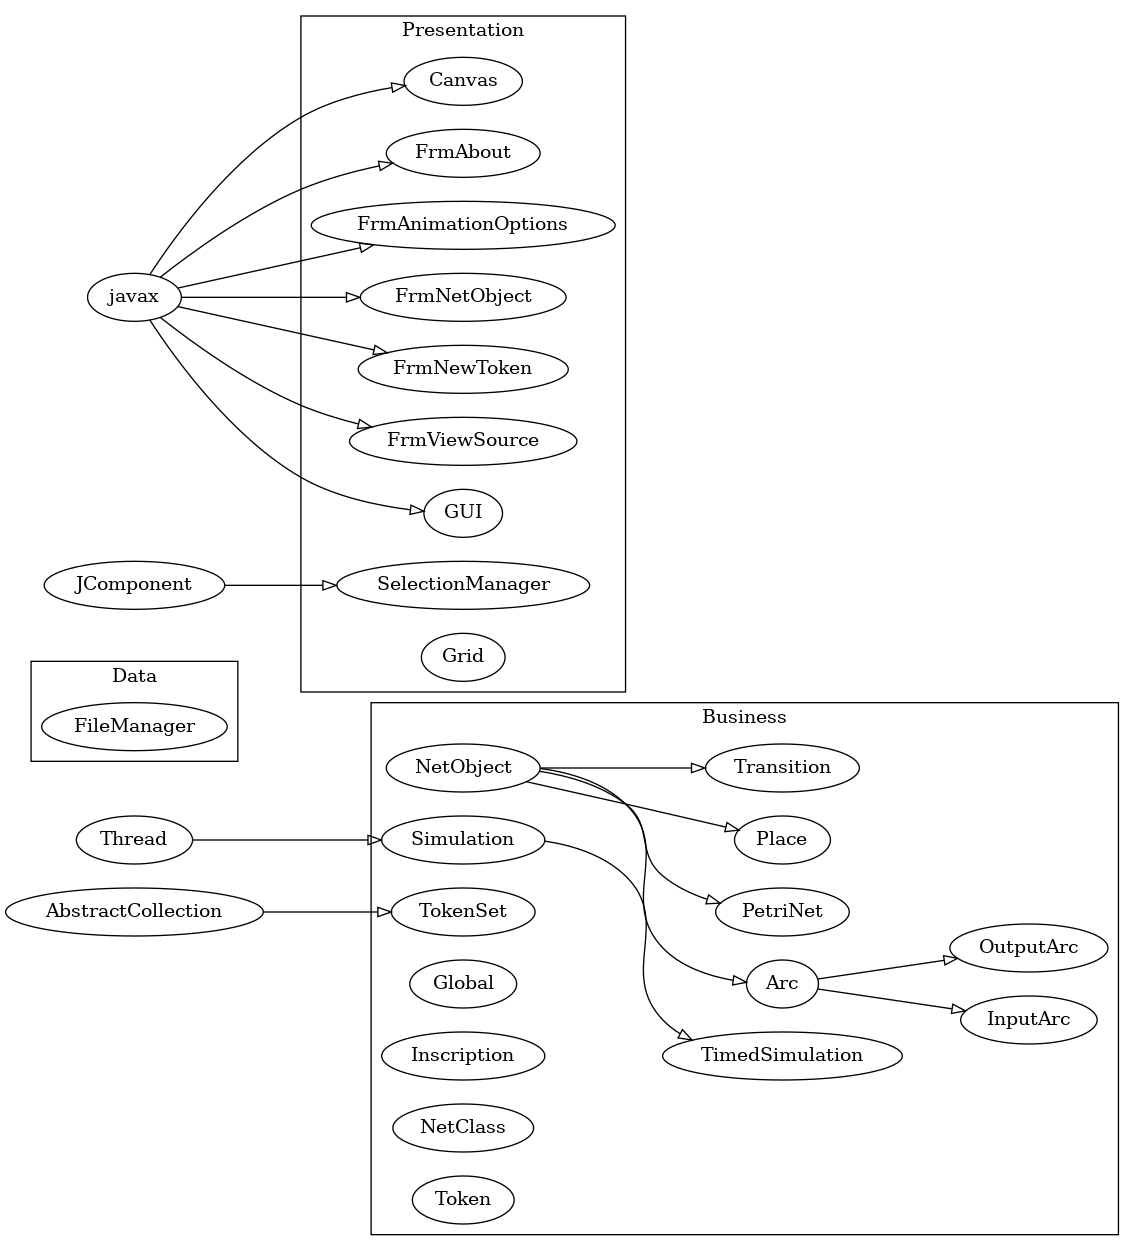 Presentation
Canvas
FrmAbout
FrmAnimationOptions
javax
FrmNetObject
FrmNewToken
FrmViewSource
GUI
JComponent
SelectionManager
Grid
Data
FileManager
Business
NetObject
Transition
Thread
Simulation
Place
AbstractCollection
TokenSet
PetriNet
OutputArc
Global
Arc
InputArc
Inscription
TimedSimulation
NetClass
Token